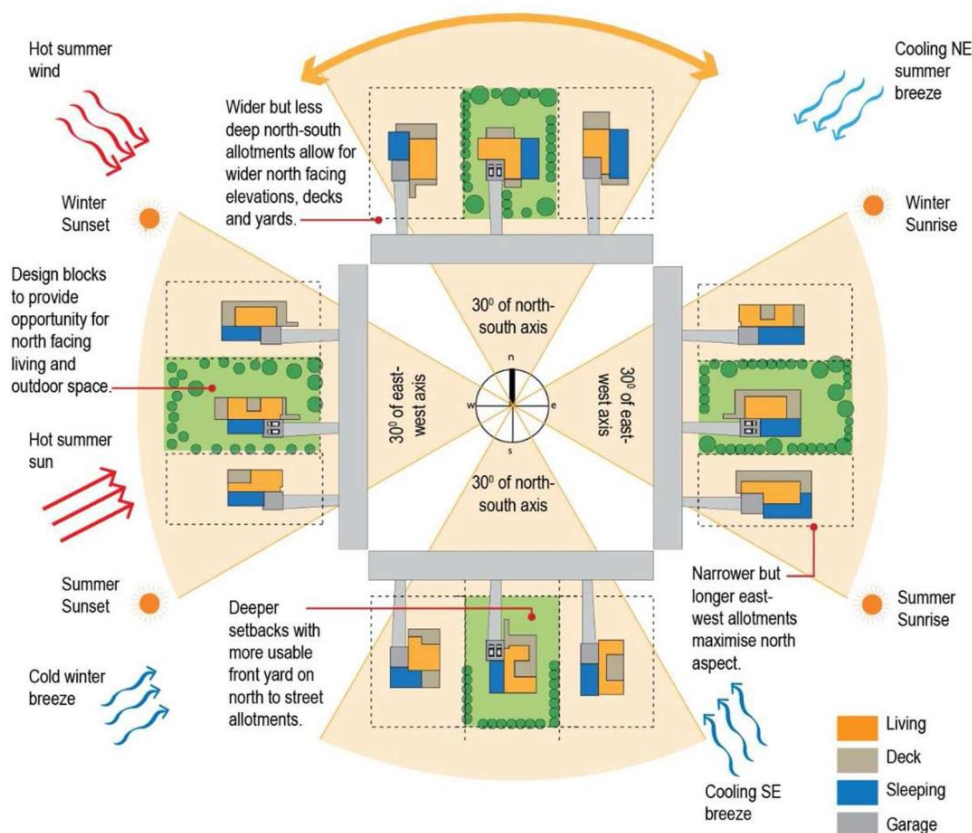 Hot summer
wind
Cooling NE
summer
breeze
Wider but less
deep north-south
allotments allow for
wider north facing
elevations, decks
and yards.
Winter
Sunset
Winter
Sunrise
Design blocks
to provide
opportunity for
north facing
living and
outdoor space.
30⁰ of north-
south axis
n
w
e
s
30⁰ of east-
west axis
30⁰ of east-
west axis
30⁰ of north-
south axis
Hot summer
sun
Summer
Sunset
Deeper
setbacks with
more usable
front yard on
north to street
allotments.
Narrower but
longer east-
west allotments
maximise north
aspect.
Summer
Sunrise
Cold winter
breeze
Cooling SE
breeze
Living
Deck
Sleeping
Garage